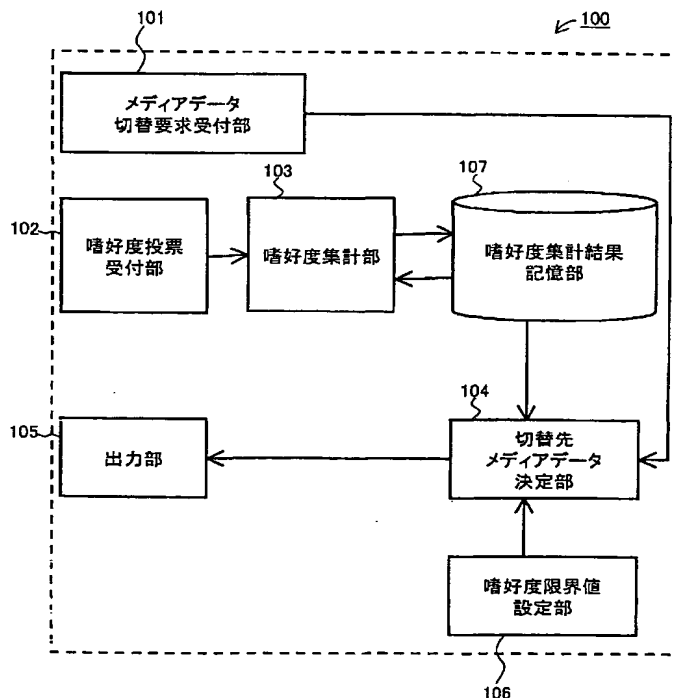 100
101
メディアデータ
切替要求受付部
102
嗜好度投票
受付部
103
嗜好度集計部
107
嗜好度集計結果
記憶部
104
切替先
メディアデータ
決定部
105
出力部
嗜好度限界値
設定部
106